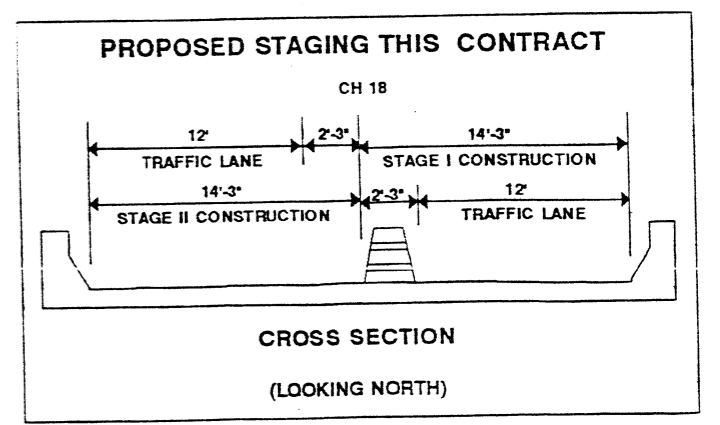 PROPOSED STAGING THIS CONTRACT
CH 18
12' 2'-3" 14'-3"
TRAFFIC LANE STAGE I CONSTRUCTION
14'-3" 2'-3" 12'
STAGE II CONSTRUCTION TRAFFIC LANE
CROSS SECTION
(LOOKING NORTH)